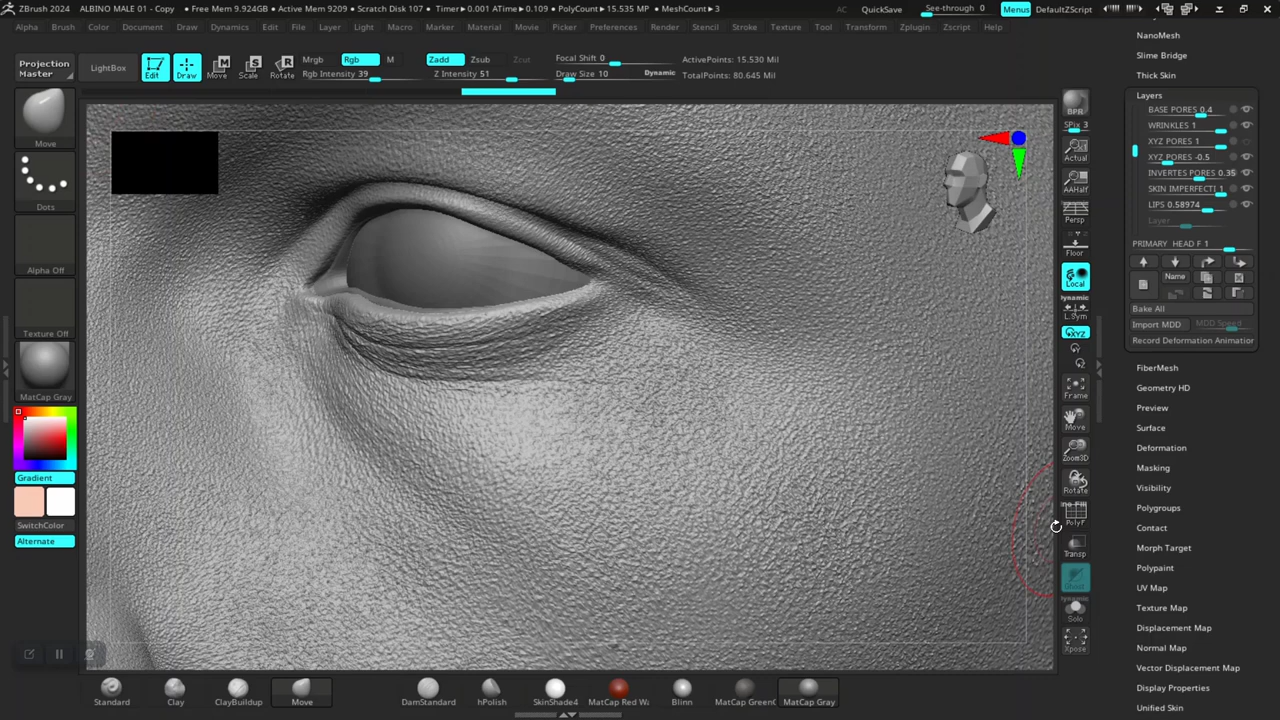 ZBrush 2024 - ALBINO MALE 01 - Copy • Free Mem 9.924GB • Active Mem 9209 • Scratch Disk 107 • Timer▸0.001 ATime▸0.109 • PolyCount▸15.535 MP • MeshCount▸3
AC QuickSave See-through 0 Menus DefaultZScript
Alpha Brush Color Document Draw Dynamics Edit File Layer Light Macro Marker Material Movie Picker Preferences Render Stencil Stroke Texture Tool Transform Zplugin Zscript Help
Projection Master
LightBox
Edit Draw Move Scale Rotate
Mrgb Rgb M
Rgb Intensity 39
Zadd Zsub Zcut
Z Intensity 51
Focal Shift 0
Draw Size 10 Dynamic
ActivePoints: 15.530 Mil
TotalPoints: 80.645 Mil
Move
Dots
Alpha Off
Texture Off
MatCap Gray
Gradient
SwitchColor
Alternate
BPR
SPix 3
Actual
AAHalf
Persp
Floor
Local
Dynamic
L.Sym
XYZ
Frame
Move
Zoom3D
Rotate
PolyF
Transp
Ghost
Dynamic
Solo
Xpose
NanoMesh
Slime Bridge
Thick Skin
Layers
BASE PORES 0.4
WRINKLES 1
XYZ PORES 1
XYZ PORES -0.5
INVERTES PORES 0.35
SKIN IMPERFECTI 1
LIPS 0.58974
Layer
PRIMARY HEAD F 1
Name
Bake All
Import MDD MDD Speed
Record Deformation Animation
FiberMesh
Geometry HD
Preview
Surface
Deformation
Masking
Visibility
Polygroups
Contact
Morph Target
Polypaint
UV Map
Texture Map
Displacement Map
Normal Map
Vector Displacement Map
Display Properties
Unified Skin
Standard Clay ClayBuildup Move DamStandard hPolish SkinShade4 MatCap Red Wa Blinn MatCap GreenC MatCap Gray